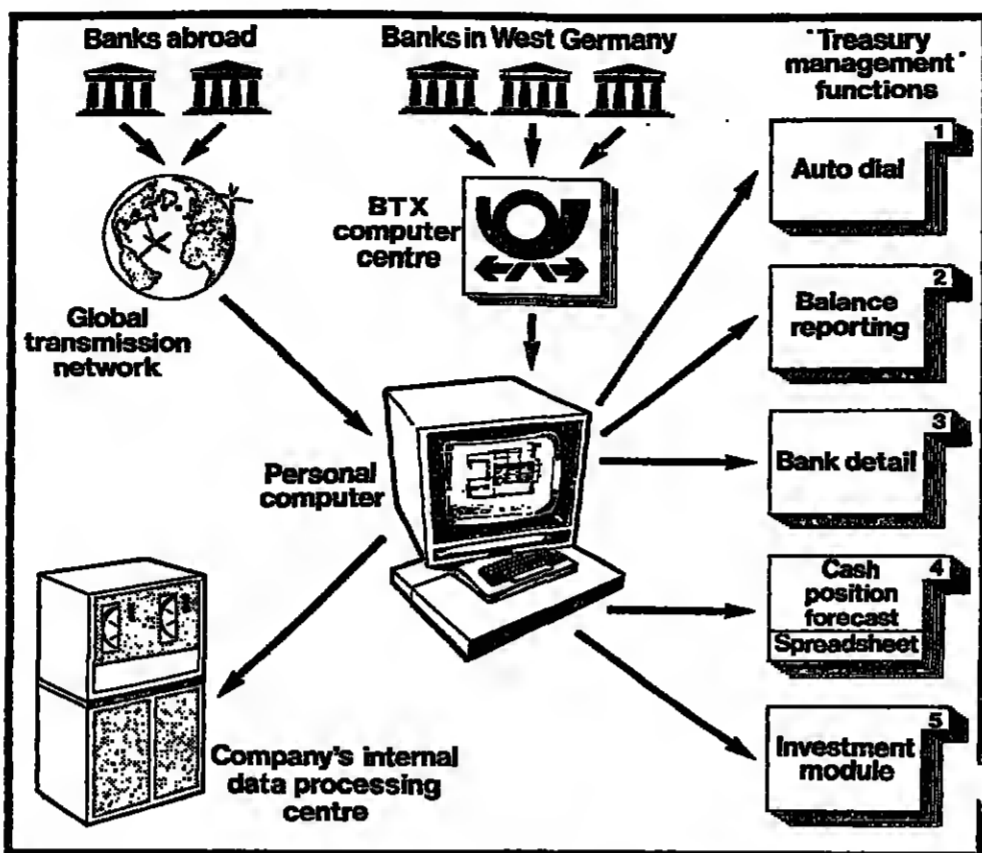 Banks abroad
Banks in West Germany
Treasury
management
functions
BTX
computer
centre
Global
transmission
network
Personal
computer
Company's internal
data processing
centre
1
Auto dial
2
Balance
reporting
3
Bank detail
4
Cash
position
forecast
Spreadsheet
5
Investment
module